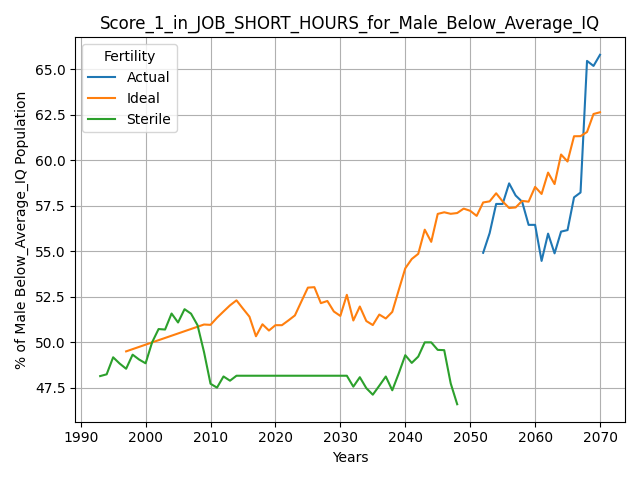 Score_1_in_JOB_SHORT_HOURS_for_Male_Below_Average_IQ
Fertility
Actual
Ideal
Sterile
% of Male Below_Average_IQ Population
65.0
62.5
60.0
57.5
55.0
52.5
50.0
47.5
1990 2000 2010 2020 2030 2040 2050 2060 2070
Years